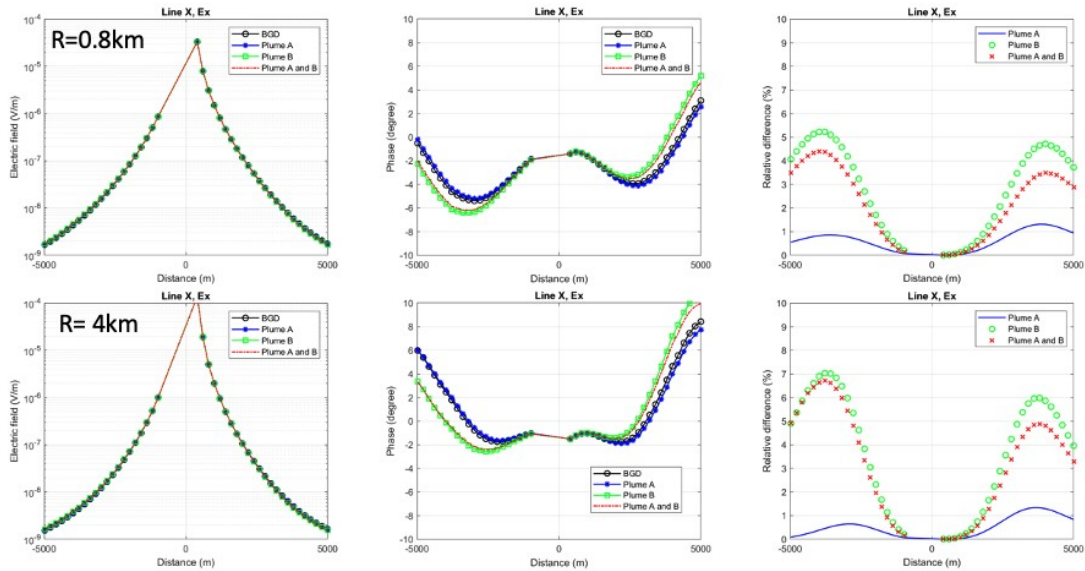 Line X, Ex
R=0.8km
BGD
Plume A
Plume B
Plume A and B
Electric field (V/m)
10^-4
10^-5
10^-6
10^-7
10^-8
10^-9
-5000 0 5000
Distance (m)
Line X, Ex
BGD
Plume A
Plume B
Plume A and B
Phase (degree)
10
8
6
4
2
0
-2
-4
-6
-8
-10
-5000 0 5000
Distance (m)
Line X, Ex
Plume A
Plume B
Plume A and B
Relative difference (%)
10
9
8
7
6
5
4
3
2
1
0
-5000 0 5000
Distance (m)
Line X, Ex
R= 4km
BGD
Plume A
Plume B
Plume A and B
Electric field (V/m)
10^-4
10^-5
10^-6
10^-7
10^-8
10^-9
-5000 0 5000
Distance (m)
Line X, Ex
Phase (degree)
10
8
6
4
2
0
-2
-4
-6
-8
-10
BGD
Plume A
Plume B
Plume A and B
-5000 0 5000
Distance (m)
Line X, Ex
Plume A
Plume B
Plume A and B
Relative difference (%)
10
9
8
7
6
5
4
3
2
1
0
-5000 0 5000
Distance (m)